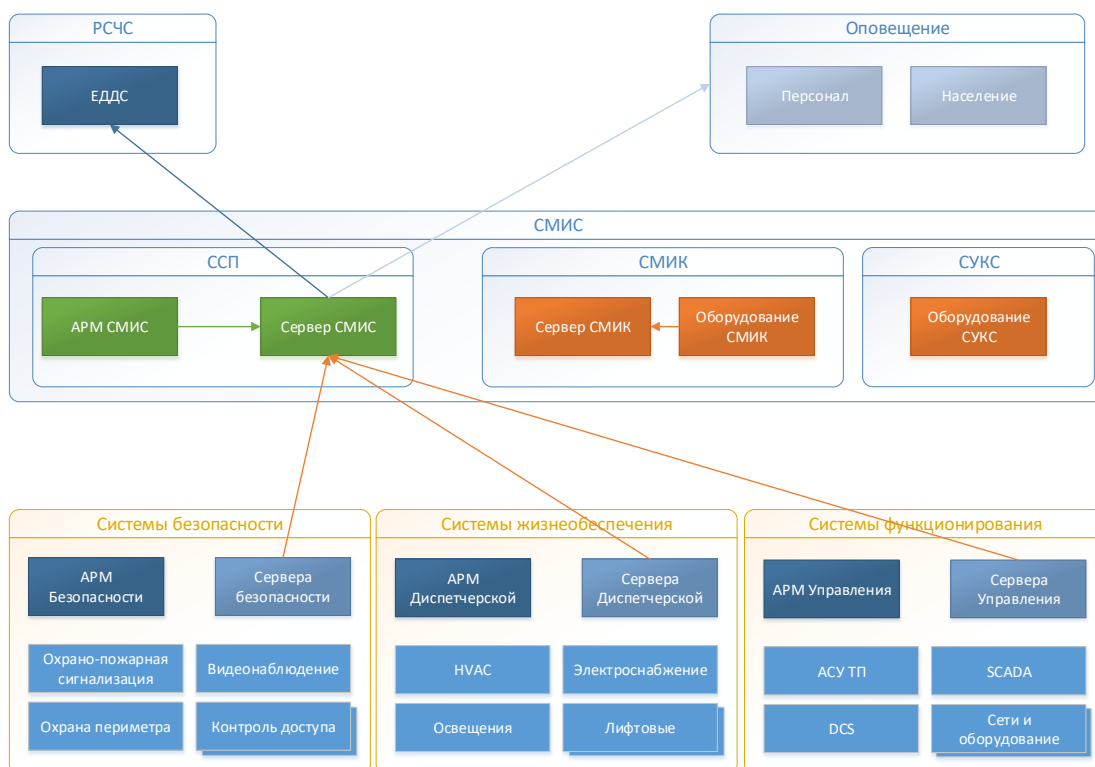 РСЧС
ЕДДС
Оповещение
Персонал
Население
СМИС
ССП
АРМ СМИС
Сервер СМИС
СМИК
Сервер СМИК
Оборудование
СМИК
СУКС
Оборудование
СУКС
Системы безопасности
АРМ
Безопасности
Сервера
безопасности
Охрано-пожарная
сигнализация
Видеонаблюдение
Охрана периметра
Контроль доступа
Системы жизнеобеспечения
АРМ
Диспетчерской
Сервера
Диспетчерской
HVAC
Электроснабжение
Освещения
Лифтовые
Системы функционирования
АРМ Управления
Сервера
Управления
АСУ ТП
SCADA
DCS
Сети и
оборудование